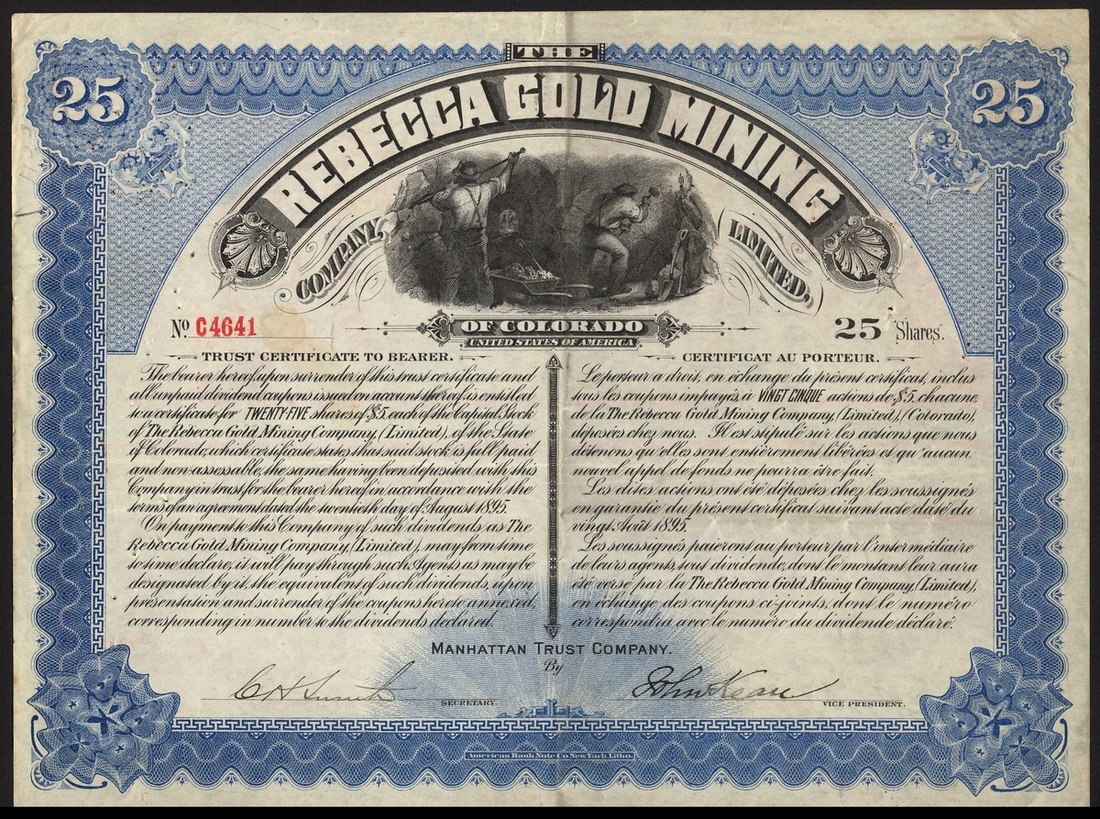 THE
25
25
REBECCA GOLD MINING
COMPANY,
LIMITED,
No. C4641
OF COLORADO
25 Shares.
UNITED STATES OF AMERICA
TRUST CERTIFICATE TO BEARER.
The bearer hereof upon surrender of this trust certificate and
all unpaid dividend coupons issued on account thereof is entitled
to a certificate for TWENTY-FIVE shares, of $5, each of the Capital Stock
of The Rebecca Gold Mining Company, (Limited), of the State
of Colorado, which certificate states that said stock is full paid
and non-assessable, the same having been deposited with this
Company in trust for the bearer hereof, in accordance with the
terms of an agreement dated the twentieth day of August 1895.
On payment to this Company of such dividends as The
Rebecca Gold Mining Company, (Limited), may from time
to time declare, it will pay through such Agents as may be
designated by it, the equivalent of such dividends, upon
presentation and surrender of the coupons hereto annexed,
corresponding in number to the dividends declared.
CERTIFICAT AU PORTEUR.
Le porteur a droit, en échange du présent certificat, inclus
tous les coupons impayés, à VINGT CINQUE actions de $5, chacune,
de la The Rebecca Gold Mining Company, (Limited), (Colorado),
déposées chez nous. Il est stipulé sur les actions que nous
détenons qu'elles sont entièrement libérées et qu'aucun
nouvel appel de fonds ne pourra être fait.
Les dites actions ont été déposées chez les soussignés
en garantie du présent certificat suivant acte daté du
vingt Août 1895.
Les soussignés paieront au porteur par l'intermédiaire
de leurs agents, tous dividende, dont le montant leur aura
été versé par la The Rebecca Gold Mining Company (Limited),
en échange des coupons ci-joints, dont le numéro
correspondra avec le numéro du dividende déclaré.
MANHATTAN TRUST COMPANY.
By
C H Smith
SECRETARY.
John Kean
VICE PRESIDENT.
American Bank Note Co New York Litho.